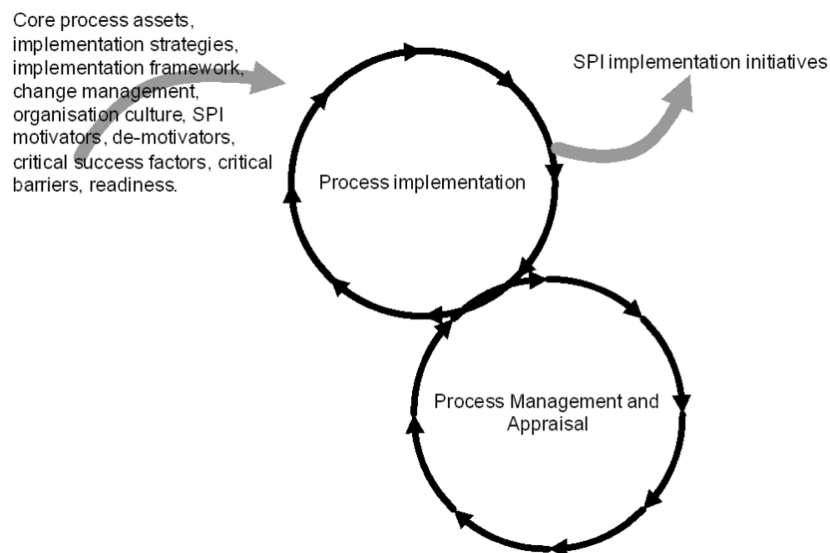 Core process assets,
implementation strategies,
implementation framework,
change management,
organisation culture, SPI
motivators, de-motivators,
critical success factors, critical
barriers, readiness.
SPI implementation initiatives
Process implementation
Process Management and
Appraisal